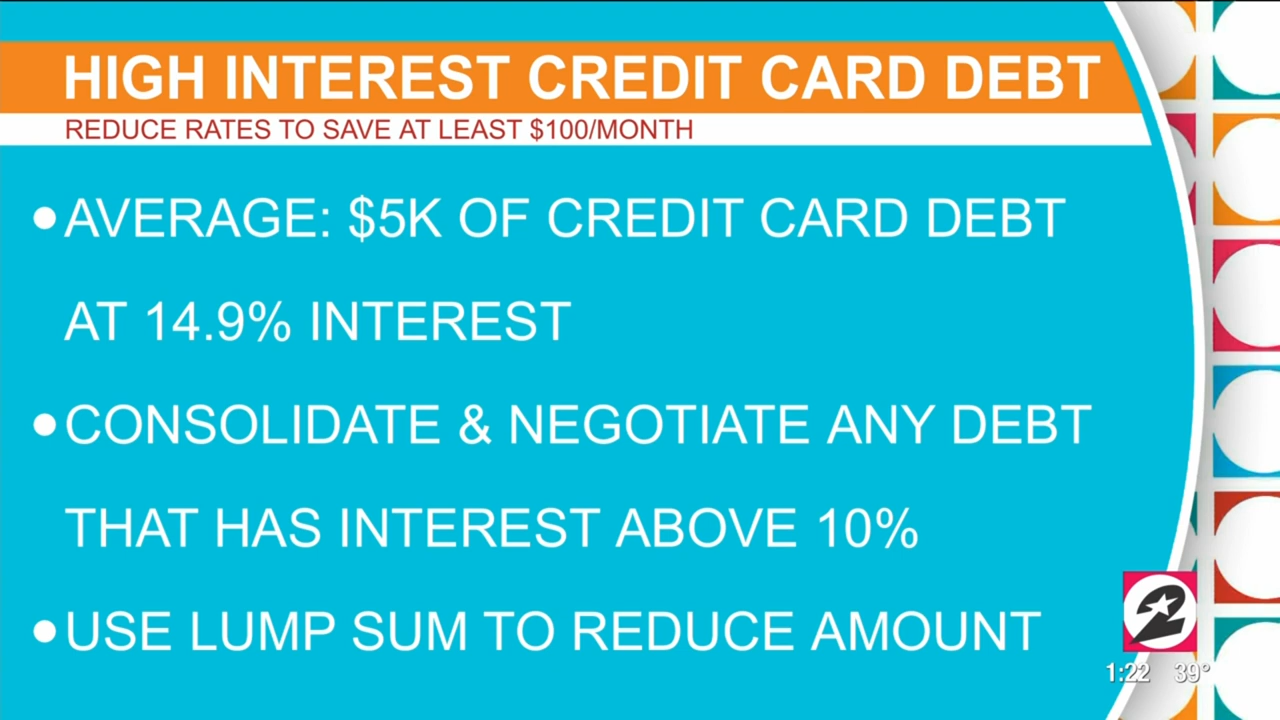 HIGH INTEREST CREDIT CARD DEBT
REDUCE RATES TO SAVE AT LEAST $100/MONTH
•AVERAGE: $5K OF CREDIT CARD DEBT
AT 14.9% INTEREST
•CONSOLIDATE & NEGOTIATE ANY DEBT
THAT HAS INTEREST ABOVE 10%
•USE LUMP SUM TO REDUCE AMOUNT
2
1:22 39°